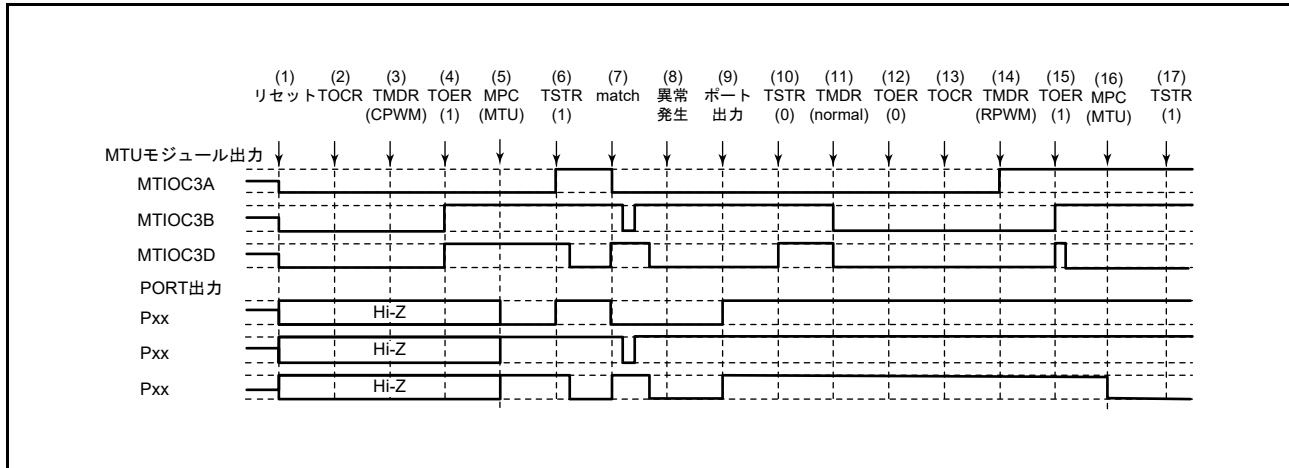 (1) (2) (3) (4) (5) (6) (7) (8) (9) (10) (11) (12) (13) (14) (15) (16) (17)
リセット TOCR TMDR TOER MPC TSTR match 異常 ポート TSTR TMDR TOER TOCR TMDR TOER MPC TSTR
(CPWM) (1) (MTU) (1) 発生 出力 (0) (normal) (0) (RPWM) (1) (MTU) (1)
MTUモジュール出力
MTIOC3A
MTIOC3B
MTIOC3D
PORT出力
Pxx Hi-Z
Pxx Hi-Z
Pxx Hi-Z